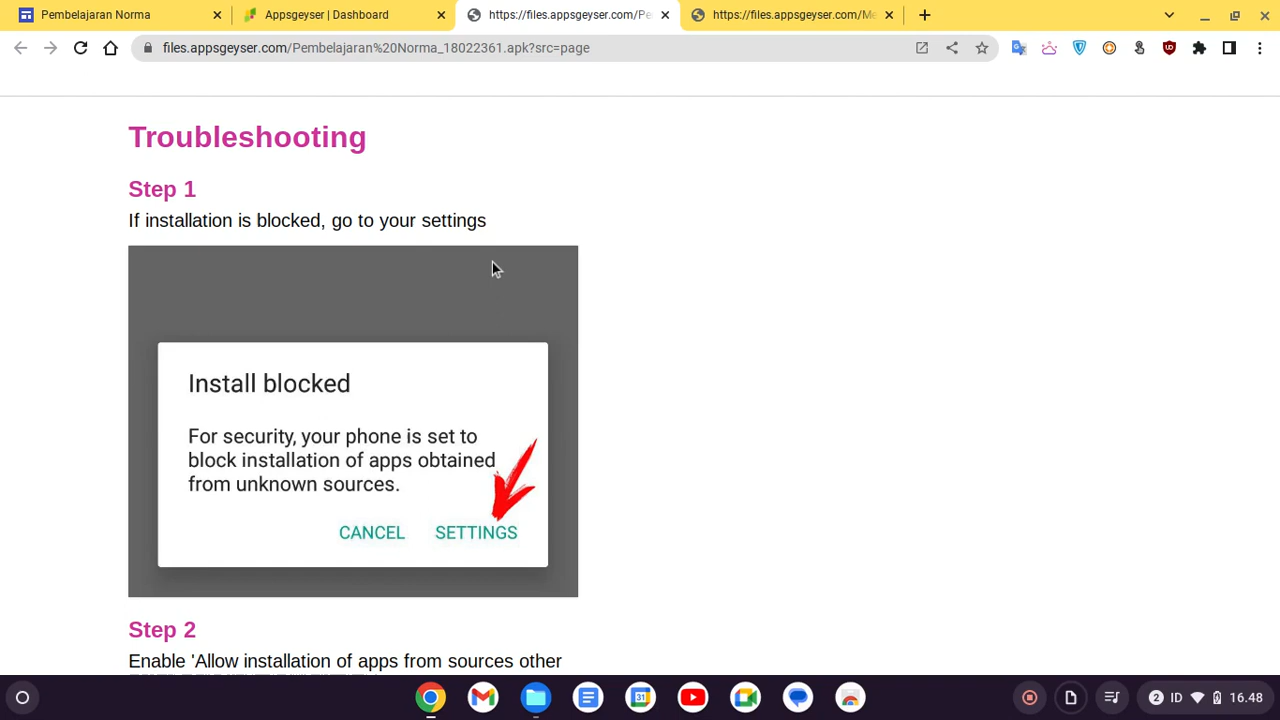 Pembelajaran Norma
Appsgeyser | Dashboard
https://files.appsgeyser.com/Pe
https://files.appsgeyser.com/Me
files.appsgeyser.com/Pembelajaran%20Norma_18022361.apk?src=page
Troubleshooting
Step 1
If installation is blocked, go to your settings
Install blocked
For security, your phone is set to
block installation of apps obtained
from unknown sources.
CANCEL SETTINGS
Step 2
Enable 'Allow installation of apps from sources other
31
2 ID 16.48